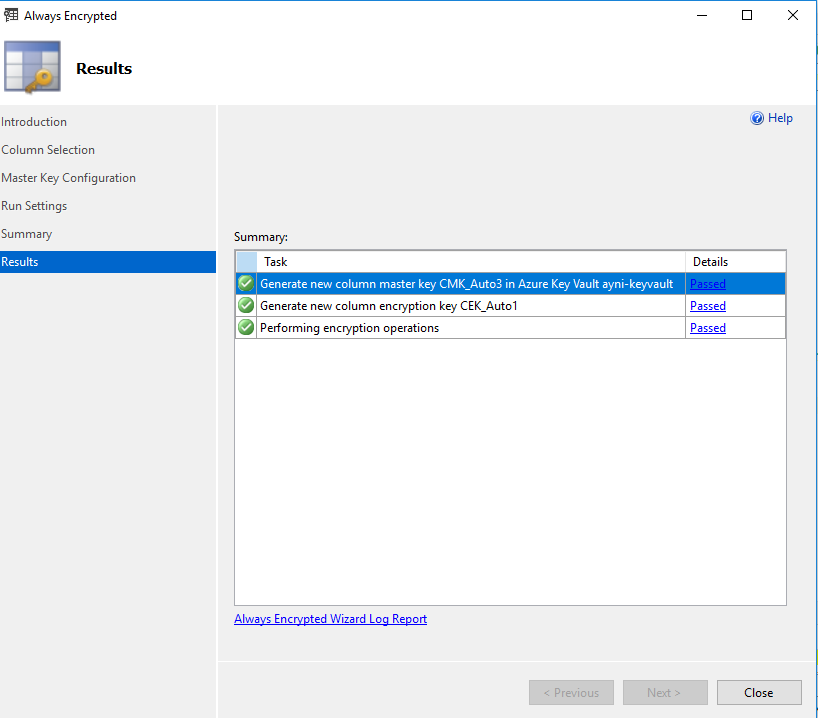 Always Encrypted
Results
Introduction
Column Selection
Master Key Configuration
Run Settings
Summary
Results
Help
Summary:
Task Details
Generate new column master key CMK_Auto3 in Azure Key Vault ayni-keyvault Passed
Generate new column encryption key CEK_Auto1 Passed
Performing encryption operations Passed
Always Encrypted Wizard Log Report
< Previous Next > Close